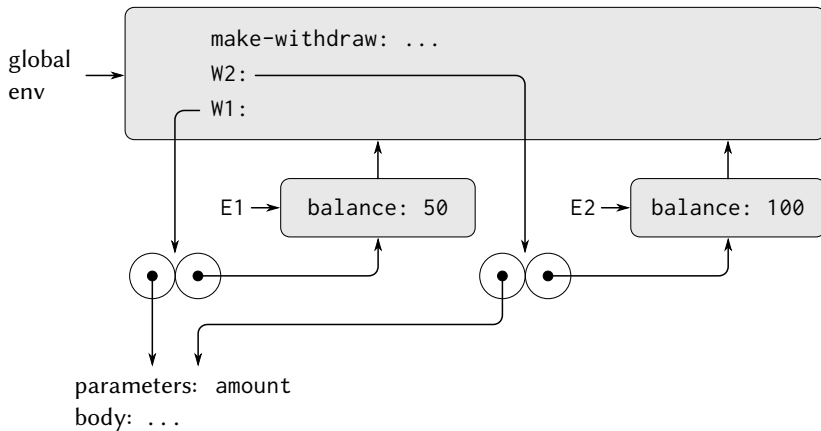 make-withdraw: ...
global
env
W2:
W1:
E1
balance: 50
E2
balance: 100
parameters: amount
body: ...